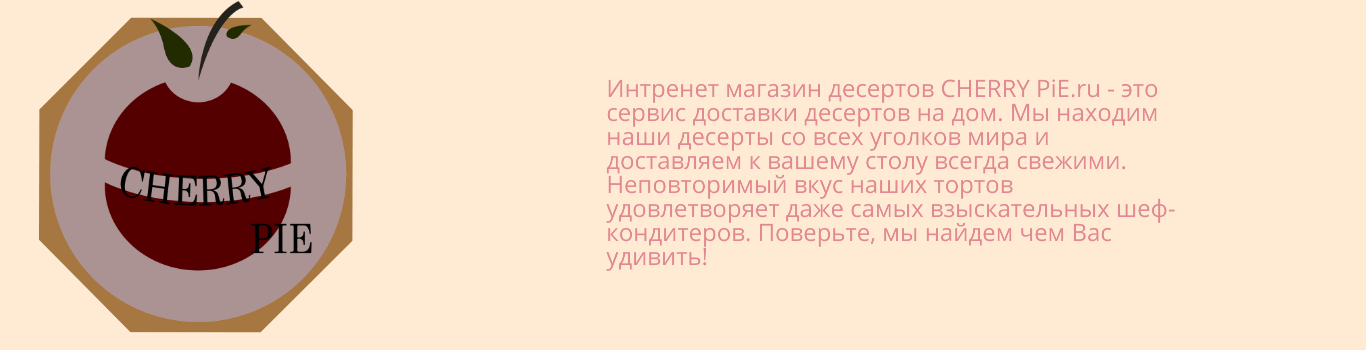 CHERRY
PIE
Интренет магазин десертов CHERRY PiE.ru - это
сервис доставки десертов на дом. Мы находим
наши десерты со всех уголков мира и
доставляем к вашему столу всегда свежими.
Неповторимый вкус наших тортов
удовлетворяет даже самых взыскательных шеф-
кондитеров. Поверьте, мы найдем чем Вас
удивить!